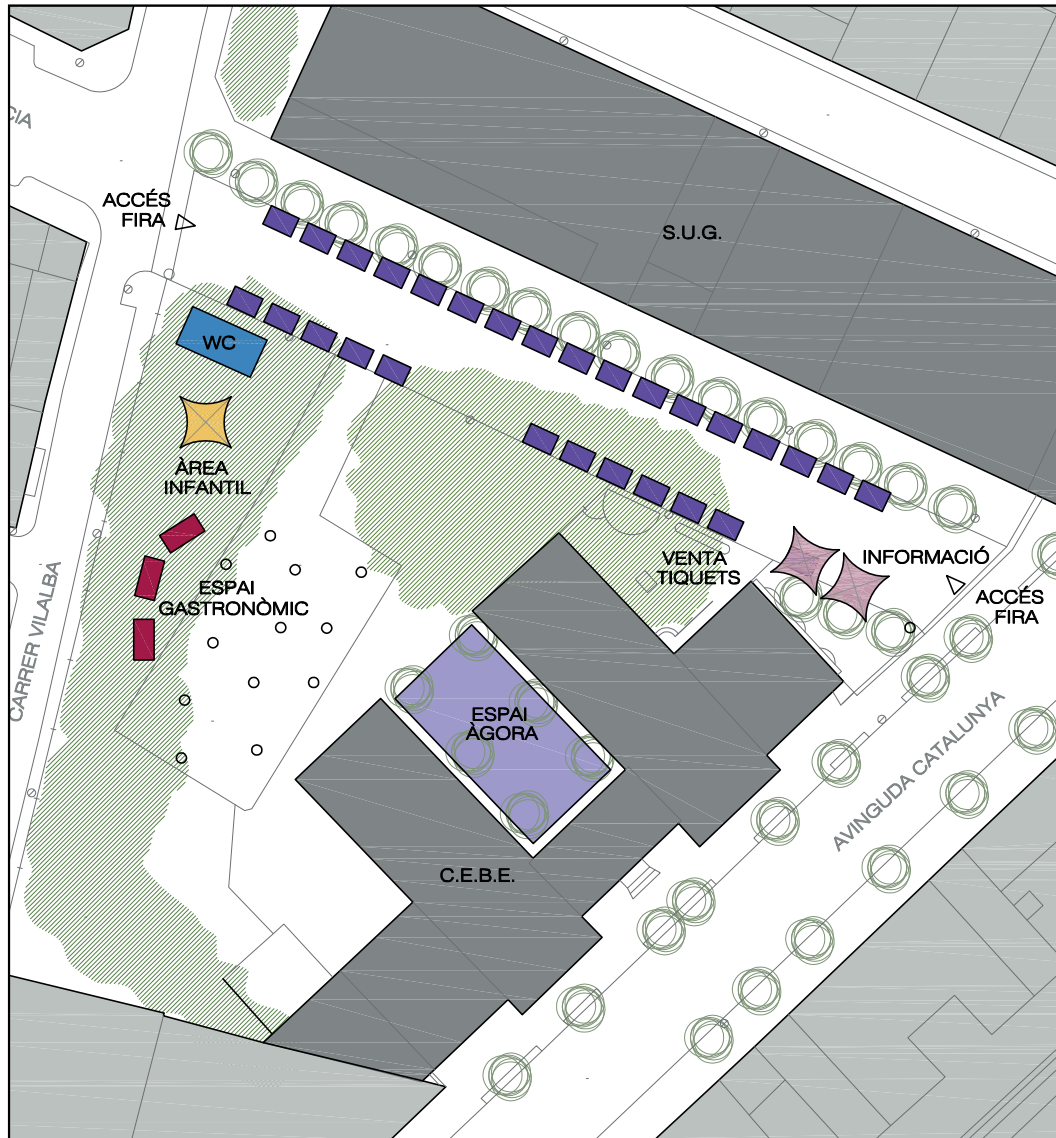 CIA
ACCÉS
FIRA
S.U.G.
WC
ÀREA
INFANTIL
ESPAI
GASTRONÒMIC
VENTA
TIQUETS
INFORMACIÓ
ACCÉS
FIRA
CARRER VILALBA
ESPAI
ÀGORA
AVINGUDA CATALUNYA
C.E.B.E.